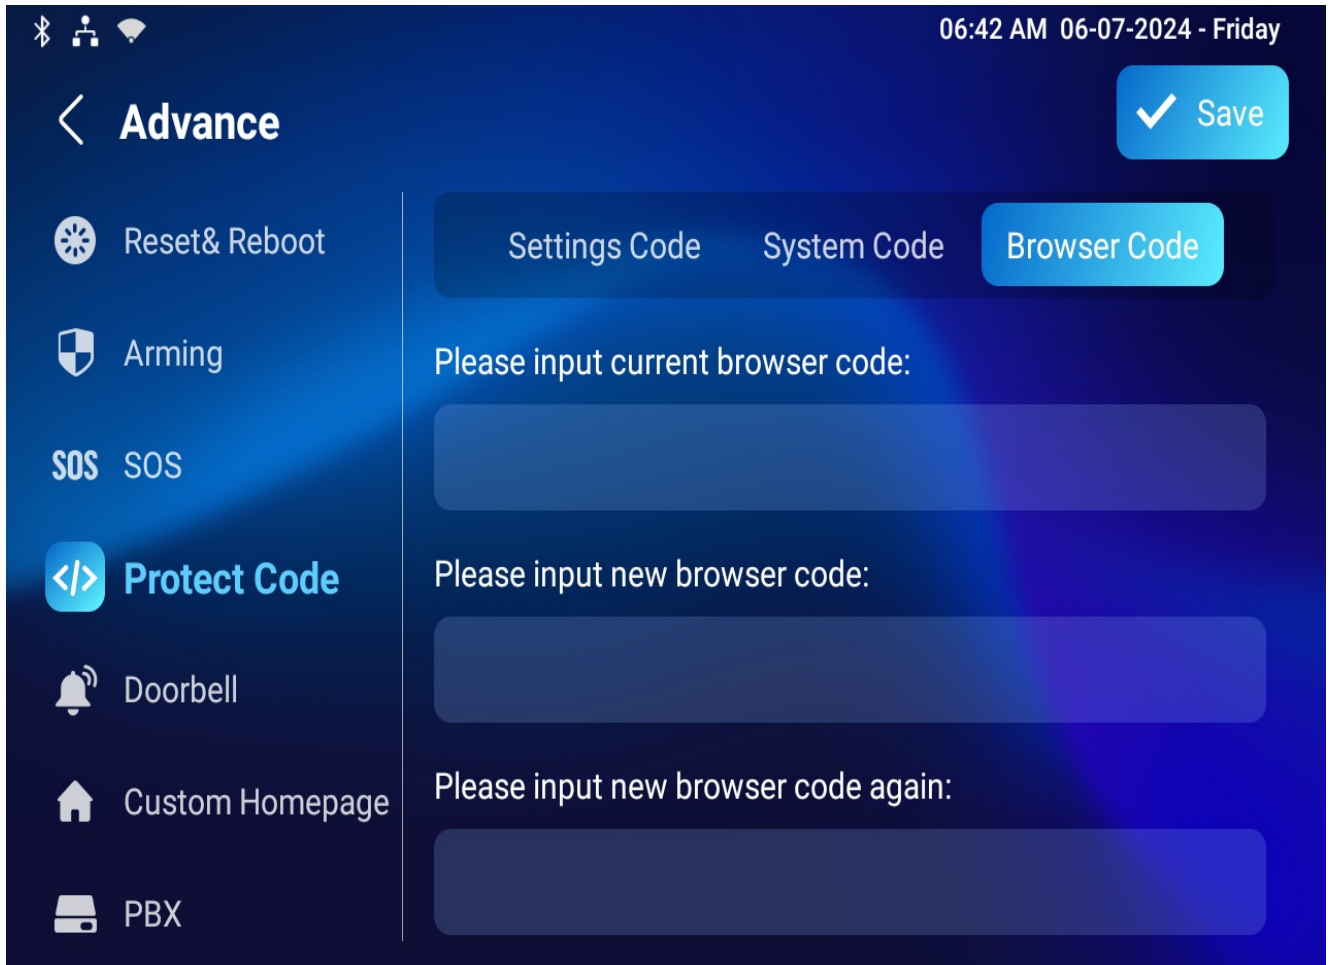 06:42 AM 06-07-2024 - Friday
Advance
Save
Reset& Reboot
Arming
SOS SOS
Protect Code
Doorbell
Custom Homepage
PBX
Settings Code System Code Browser Code
Please input current browser code:
Please input new browser code:
Please input new browser code again: